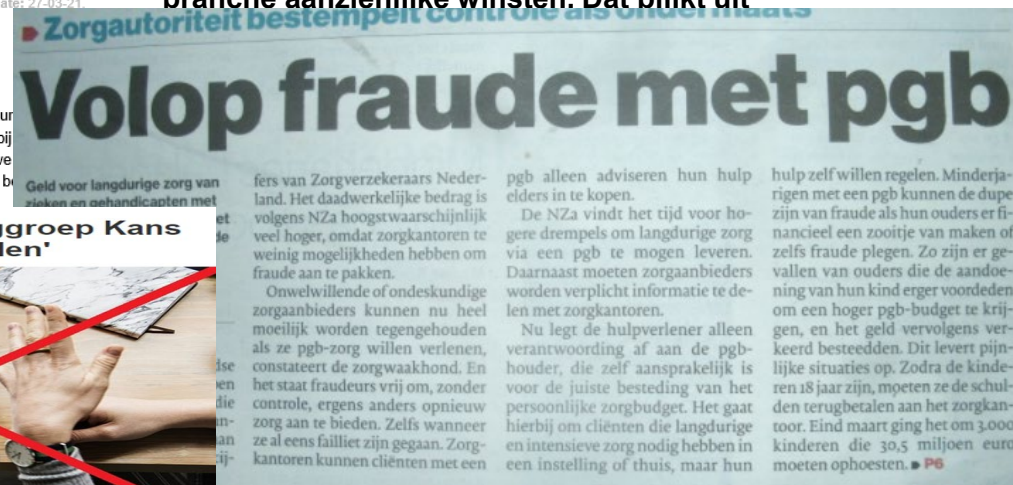 ate: 27-03-21.
branche aanzienlijke winsten. Dat blijkt uit
Zorgautoriteit bestempelt controle als ondermaats
Volop fraude met pgb
Geld voor langdurige zorg van
zieken en gehandicapten met
fers van Zorgverzekeraars Neder-
land. Het daadwerkelijke bedrag is
volgens NZa hoogstwaarschijnlijk
veel hoger, omdat zorgkantoren te
weinig mogelijkheden hebben om
fraude aan te pakken.
Onwelwillende of ondeskundige
zorgaanbieders kunnen nu heel
moeilijk worden tegengehouden
als ze pgb-zorg willen verlenen,
constateert de zorgwaakhond. En
het staat fraudeurs vrij om, zonder
controle, ergens anders opnieuw
zorg aan te bieden. Zelfs wanneer
ze al eens failliet zijn gegaan. Zorg-
kantoren kunnen cliënten met een
pgb alleen adviseren hun hulp
elders in te kopen.
De NZa vindt het tijd voor ho-
gere drempels om langdurige zorg
via een pgb te mogen leveren.
Daarnaast moeten zorgaanbieders
worden verplicht informatie te de-
len met zorgkantoren.
Nu legt de hulpverlener alleen
verantwoording af aan de pgb-
houder, die zelf aansprakelijk is
voor de juiste besteding van het
persoonlijke zorgbudget. Het gaat
hierbij om cliënten die langdurige
en intensieve zorg nodig hebben in
een instelling of thuis, maar hun
hulp zelf willen regelen. Minderja-
rigen met een pgb kunnen de dupe
zijn van fraude als hun ouders er fi-
nancieel een zooitje van maken of
zelfs fraude plegen. Zo zijn er ge-
vallen van ouders die de aandoe-
ning van hun kind erger voordeden
om een hoger pgb-budget te krij-
gen, en het geld vervolgens ver-
keerd besteedden. Dit levert pijn-
lijke situaties op. Zodra de kinde-
ren 18 jaar zijn, moeten ze de schul-
den terugbetalen aan het zorgkan-
toor. Eind maart ging het om 3.000
kinderen die 30,5 miljoen euro
moeten ophoesten. P6
ggroep Kans
den'